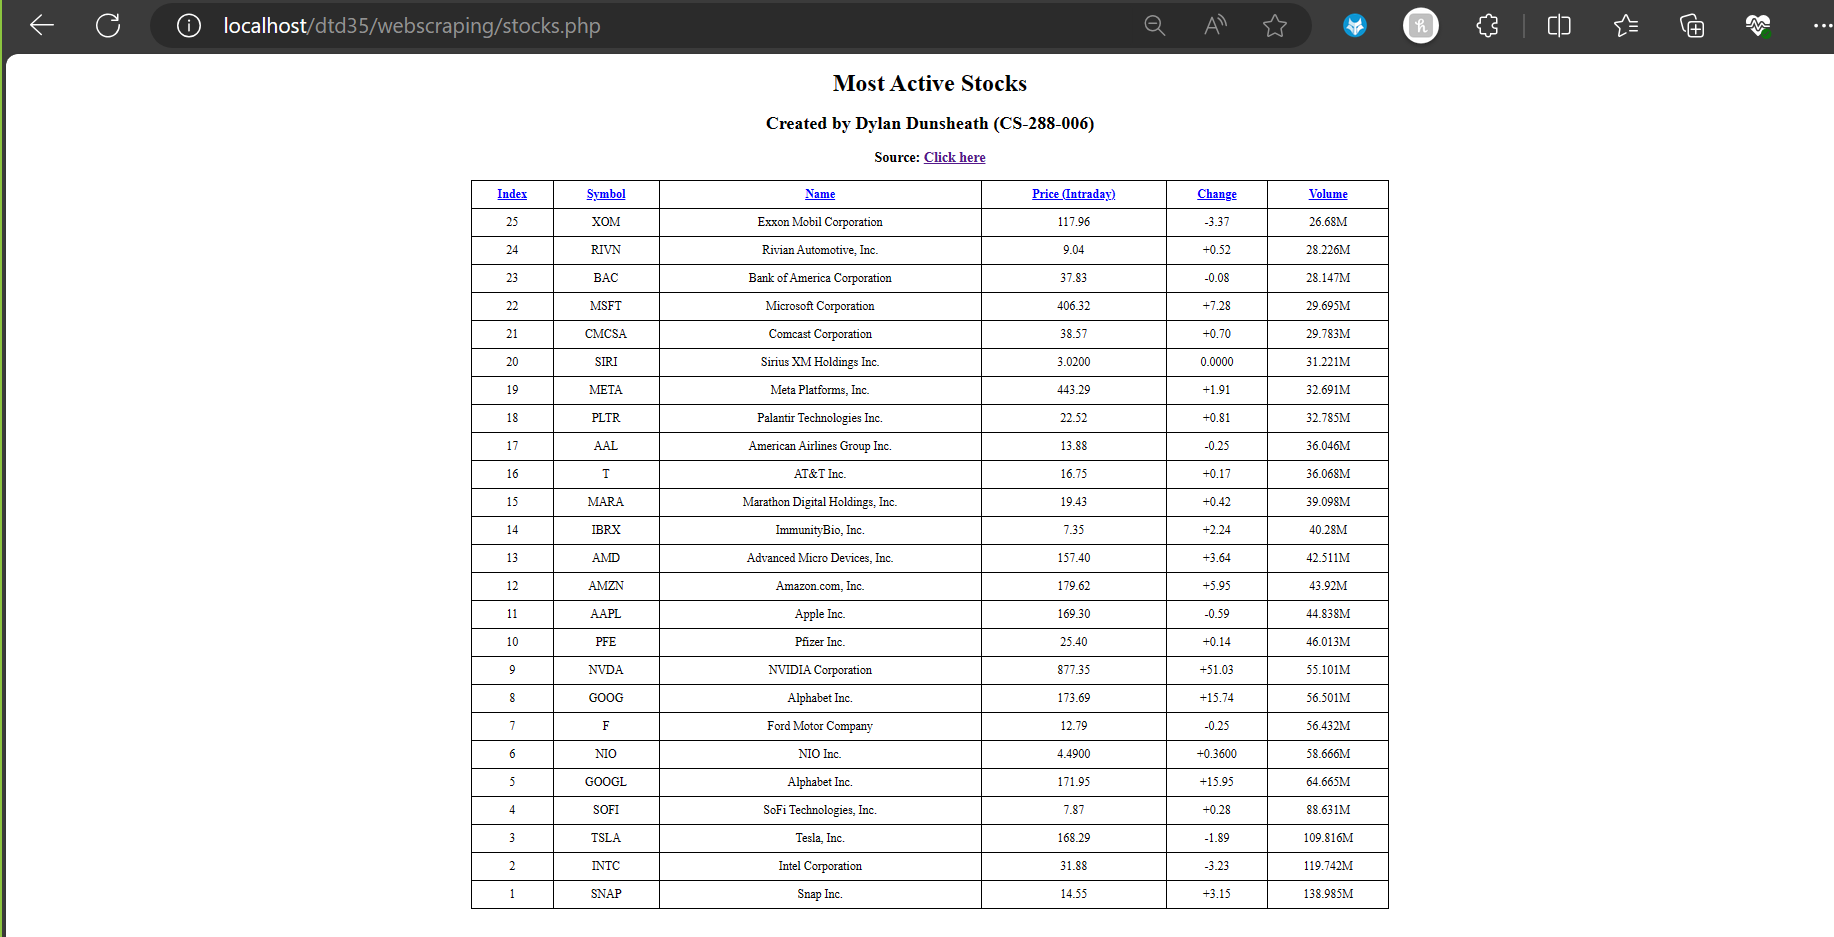 localhost/dtd35/webscraping/stocks.php
Most Active Stocks
Created by Dylan Dunsheath (CS-288-006)
Source: Click here
Index Symbol Name Price (Intraday) Change Volume
25 XOM Exxon Mobil Corporation 117.96 -3.37 26.68M
24 RIVN Rivian Automotive, Inc. 9.04 +0.52 28.226M
23 BAC Bank of America Corporation 37.83 -0.08 28.147M
22 MSFT Microsoft Corporation 406.32 +7.28 29.695M
21 CMCSA Comcast Corporation 38.57 +0.70 29.783M
20 SIRI Sirius XM Holdings Inc. 3.0200 0.0000 31.221M
19 META Meta Platforms, Inc. 443.29 +1.91 32.691M
18 PLTR Palantir Technologies Inc. 22.52 +0.81 32.785M
17 AAL American Airlines Group Inc. 13.88 -0.25 36.046M
16 T AT&T Inc. 16.75 +0.17 36.068M
15 MARA Marathon Digital Holdings, Inc. 19.43 +0.42 39.098M
14 IBRX ImmunityBio, Inc. 7.35 +2.24 40.28M
13 AMD Advanced Micro Devices, Inc. 157.40 +3.64 42.511M
12 AMZN Amazon.com, Inc. 179.62 +5.95 43.92M
11 AAPL Apple Inc. 169.30 -0.59 44.838M
10 PFE Pfizer Inc. 25.40 +0.14 46.013M
9 NVDA NVIDIA Corporation 877.35 +51.03 55.101M
8 GOOG Alphabet Inc. 173.69 +15.74 56.501M
7 F Ford Motor Company 12.79 -0.25 56.432M
6 NIO NIO Inc. 4.4900 +0.3600 58.666M
5 GOOGL Alphabet Inc. 171.95 +15.95 64.665M
4 SOFI SoFi Technologies, Inc. 7.87 +0.28 88.631M
3 TSLA Tesla, Inc. 168.29 -1.89 109.816M
2 INTC Intel Corporation 31.88 -3.23 119.742M
1 SNAP Snap Inc. 14.55 +3.15 138.985M